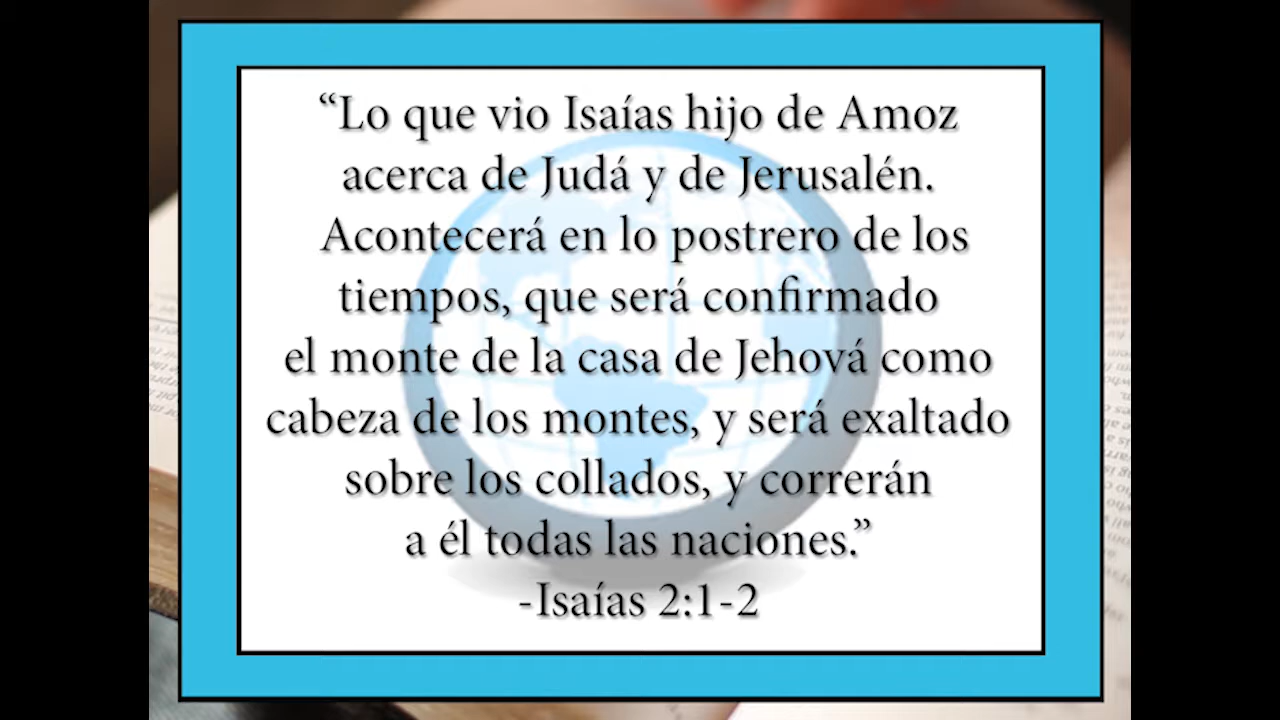 “Lo que vio Isaías hijo de Amoz
acerca de Judá y de Jerusalén.
Acontecerá en lo postrero de los
tiempos, que será confirmado
el monte de la casa de Jehová como
cabeza de los montes, y será exaltado
sobre los collados, y correrán
a él todas las naciones.”
-Isaías 2:1-2